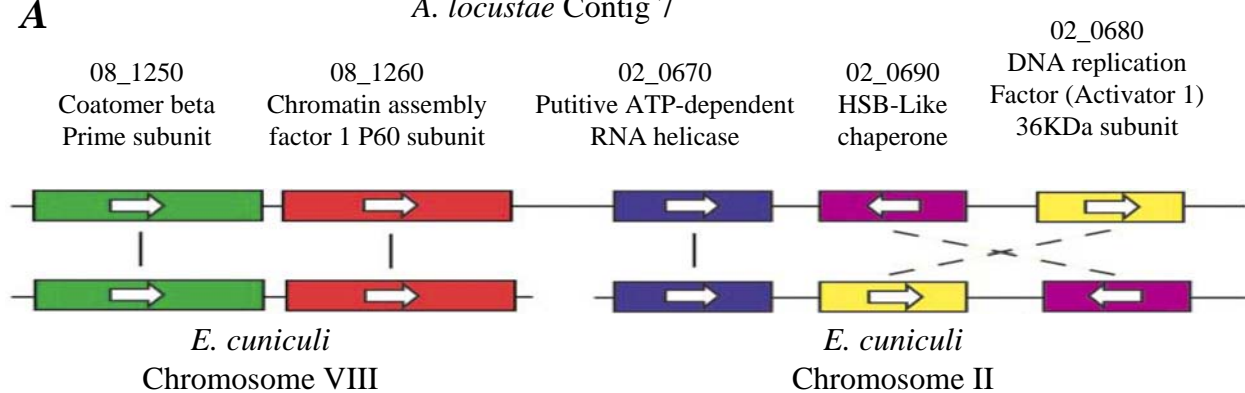 A
A. locustae Contig 7
08_1250
Coatomer beta
Prime subunit
08_1260
Chromatin assembly
factor 1 P60 subunit
02_0670
Putitive ATP-dependent
RNA helicase
02_0690
HSB-Like
chaperone
02_0680
DNA replication
Factor (Activator 1)
36KDa subunit
E. cuniculi
Chromosome VIII
E. cuniculi
Chromosome II